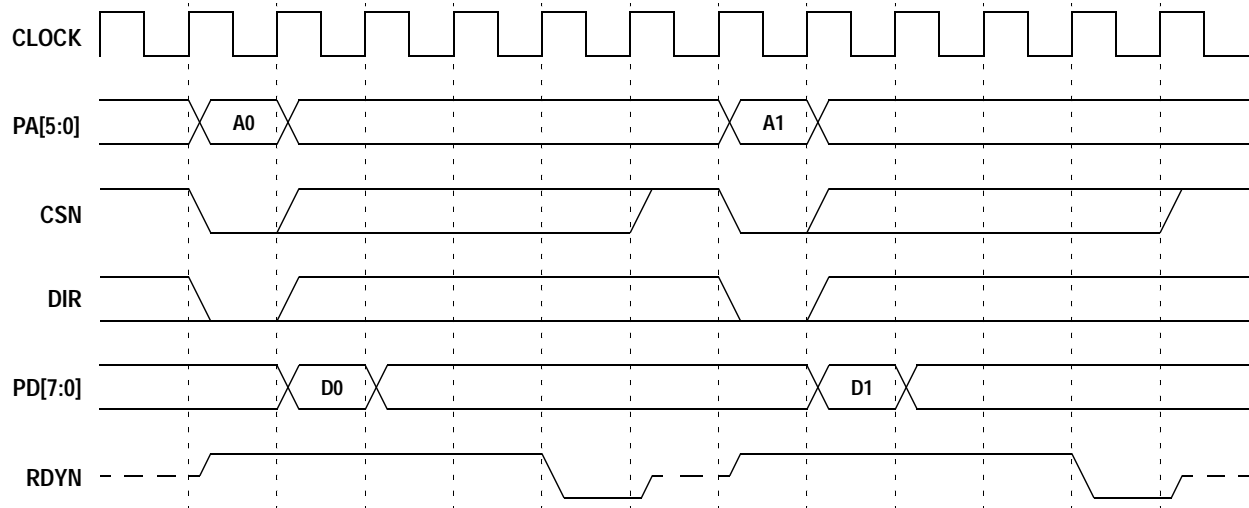 CLOCK
PA[5:0] A0 A1
CSN
DIR
PD[7:0] D0 D1
RDYN